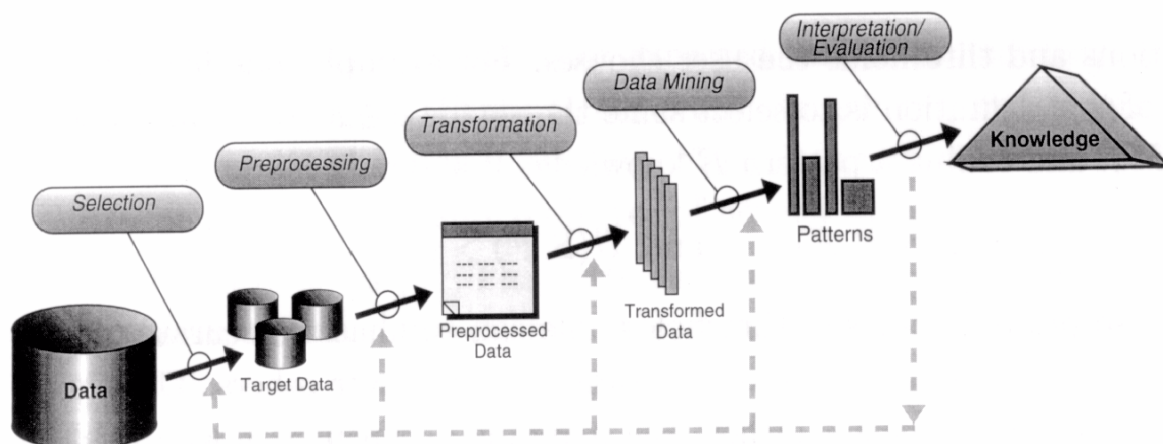 Interpretation/
Evaluation
Data Mining
Transformation
Preprocessing
Selection
Knowledge
Patterns
Transformed
Data
Preprocessed
Data
Target Data
Data